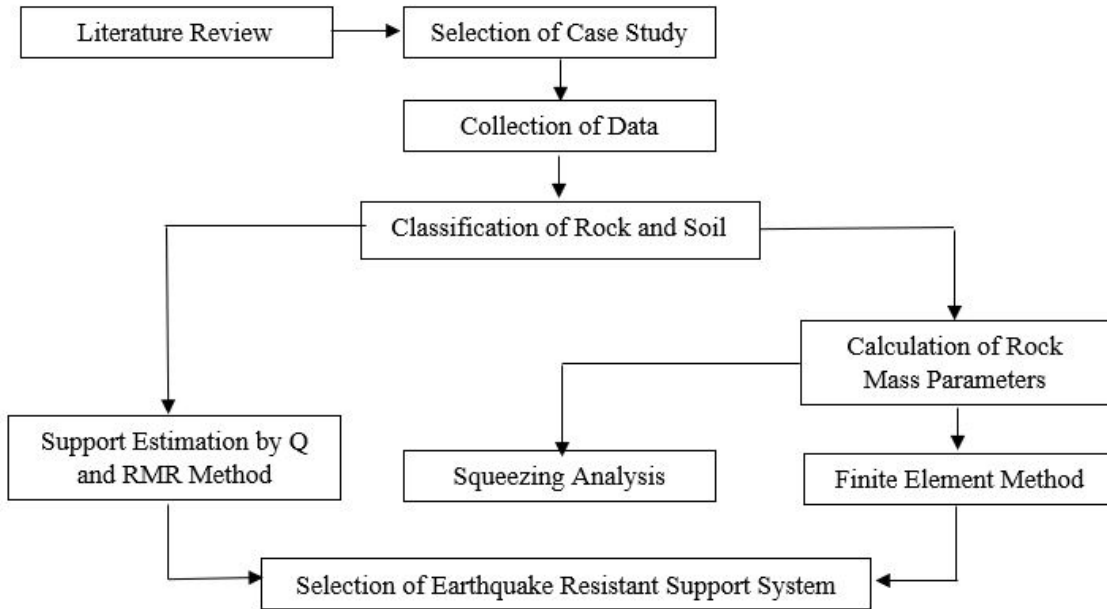 Literature Review
Selection of Case Study
Collection of Data
Classification of Rock and Soil
Calculation of Rock
Mass Parameters
Support Estimation by Q
and RMR Method
Squeezing Analysis
Finite Element Method
Selection of Earthquake Resistant Support System